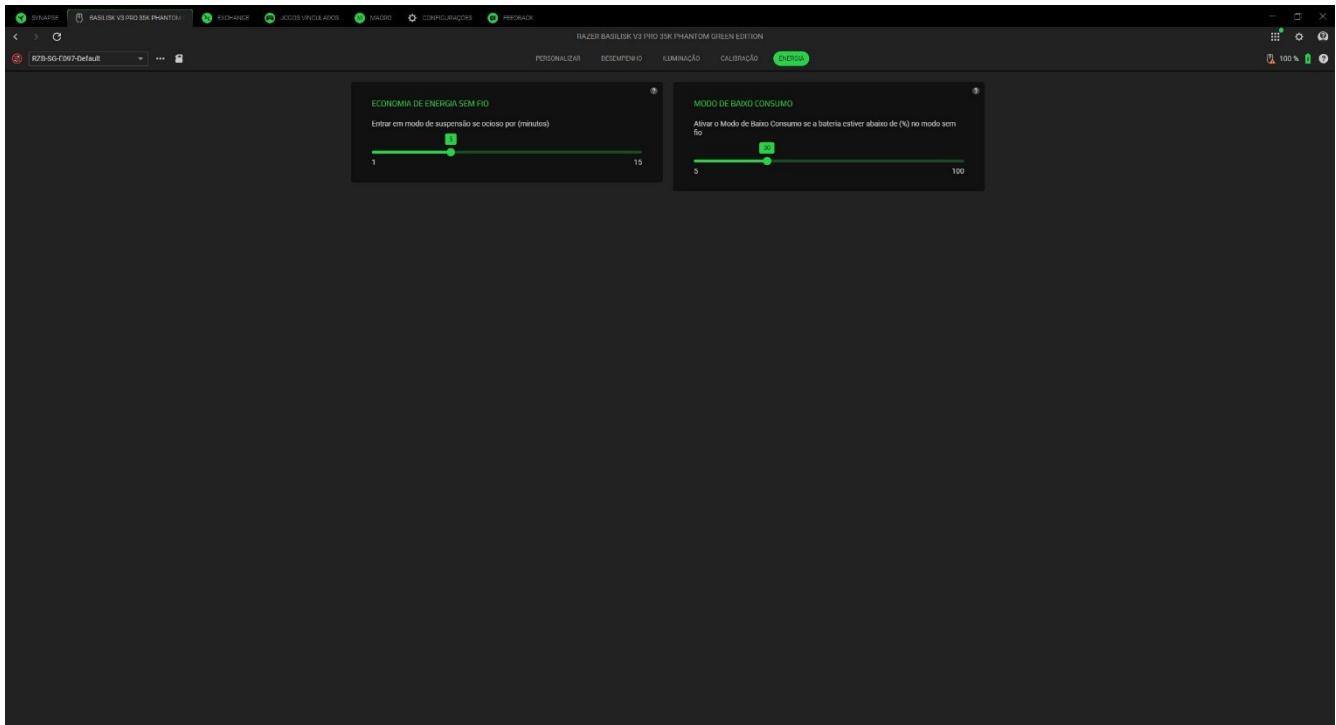 SYNAPSE
BASILISK V3 PRO 35K PHANTOM
EXCHANGE
JOGOS VINCULADOS
MACRO
CONFIGURAÇÕES
FEEDBACK
RAZER BASILISK V3 PRO 35K PHANTOM GREEN EDITION
RZB-SG-E097-Default
PERSONALIZAR
DESEMPENHO
ILUMINAÇÃO
CALIBRAÇÃO
ENERGIA
100 %
ECONOMIA DE ENERGIA SEM FIO
Entrar em modo de suspensão se ocioso por (minutos)
5
1
15
MODO DE BAIXO CONSUMO
Ativar o Modo de Baixo Consumo se a bateria estiver abaixo de (%) no modo sem
fio
30
5
100